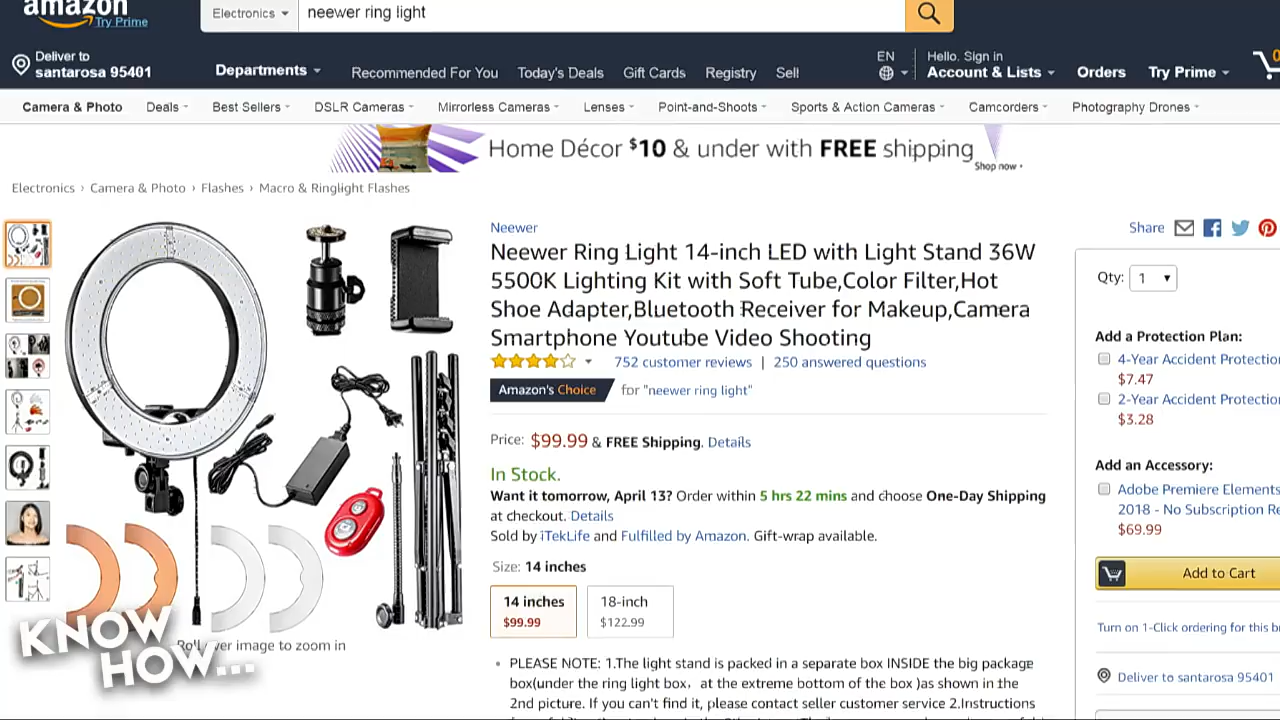 amazon
Try Prime
Electronics
neewer ring light
Deliver to
santarosa 95401
Departments
Recommended For You
Today's Deals
Gift Cards
Registry
Sell
EN
Hello. Sign in
Account & Lists
Orders
Try Prime
0
Camera & Photo
Deals
Best Sellers
DSLR Cameras
Mirrorless Cameras
Lenses
Point-and-Shoots
Sports & Action Cameras
Camcorders
Photography Drones
Home Décor $10 & under with FREE shipping
Shop now ›
Electronics › Camera & Photo › Flashes › Macro & Ringlight Flashes
Neewer
Neewer Ring Light 14-inch LED with Light Stand 36W
5500K Lighting Kit with Soft Tube,Color Filter,Hot
Shoe Adapter,Bluetooth Receiver for Makeup,Camera
Smartphone Youtube Video Shooting
752 customer reviews | 250 answered questions
Amazon's Choice for "neewer ring light"
Price: $99.99 & FREE Shipping. Details
In Stock.
Want it tomorrow, April 13? Order within 5 hrs 22 mins and choose One-Day Shipping
at checkout. Details
Sold by iTekLife and Fulfilled by Amazon. Gift-wrap available.
Size: 14 inches
14 inches
$99.99
18-inch
$122.99
• PLEASE NOTE: 1.The light stand is packed in a separate box INSIDE the big package
box(under the ring light box, at the extreme bottom of the box )as shown in the
2nd picture. If you can't find it, please contact seller customer service 2.Instructions
Roll over image to zoom in
KNOW
HOW...
Share
Qty: 1
Add a Protection Plan:
4-Year Accident Protectio
$7.47
2-Year Accident Protectio
$3.28
Add an Accessory:
Adobe Premiere Elements
2018 - No Subscription Re
$69.99
Add to Cart
Turn on 1-Click ordering for this b
Deliver to santarosa 95401